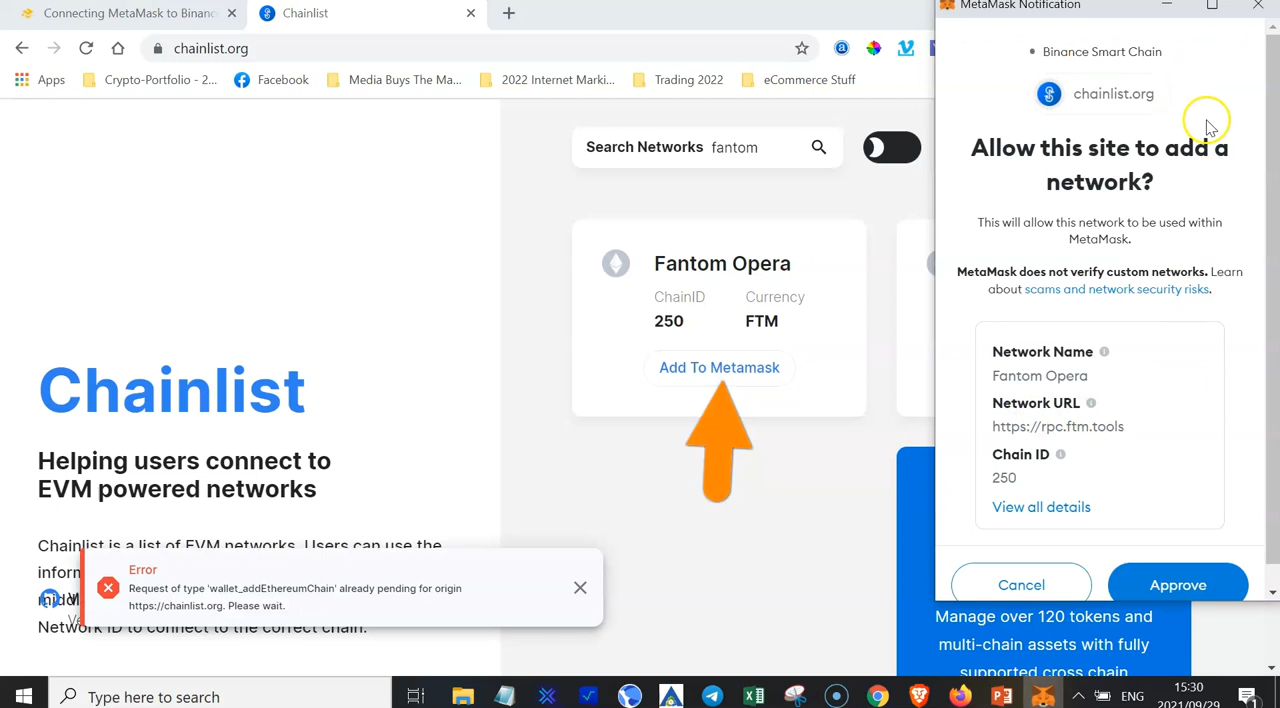 Connecting MetaMask to Binanc
Chainlist
chainlist.org
Apps
Crypto-Portfolio - 2...
Facebook
Media Buys The Ma...
2022 Internet Marki...
Trading 2022
eCommerce Stuff
Search Networks fantom
Fantom Opera
ChainID Currency
250 FTM
Add To Metamask
Chainlist
Helping users connect to
EVM powered networks
Chainlist is a list of EVM networks. Users can use the
Network ID to connect to the correct chain.
Error
Request of type 'wallet_addEthereumChain' already pending for origin
https://chainlist.org. Please wait.
Manage over 120 tokens and
multi-chain assets with fully
supported cross chain
MetaMask Notification
Binance Smart Chain
chainlist.org
Allow this site to add a
network?
This will allow this network to be used within
MetaMask.
MetaMask does not verify custom networks. Learn
about scams and network security risks.
Network Name
Fantom Opera
Network URL
https://rpc.ftm.tools
Chain ID
250
View all details
Cancel
Approve
Type here to search
ENG
15:30
2021/09/29
1